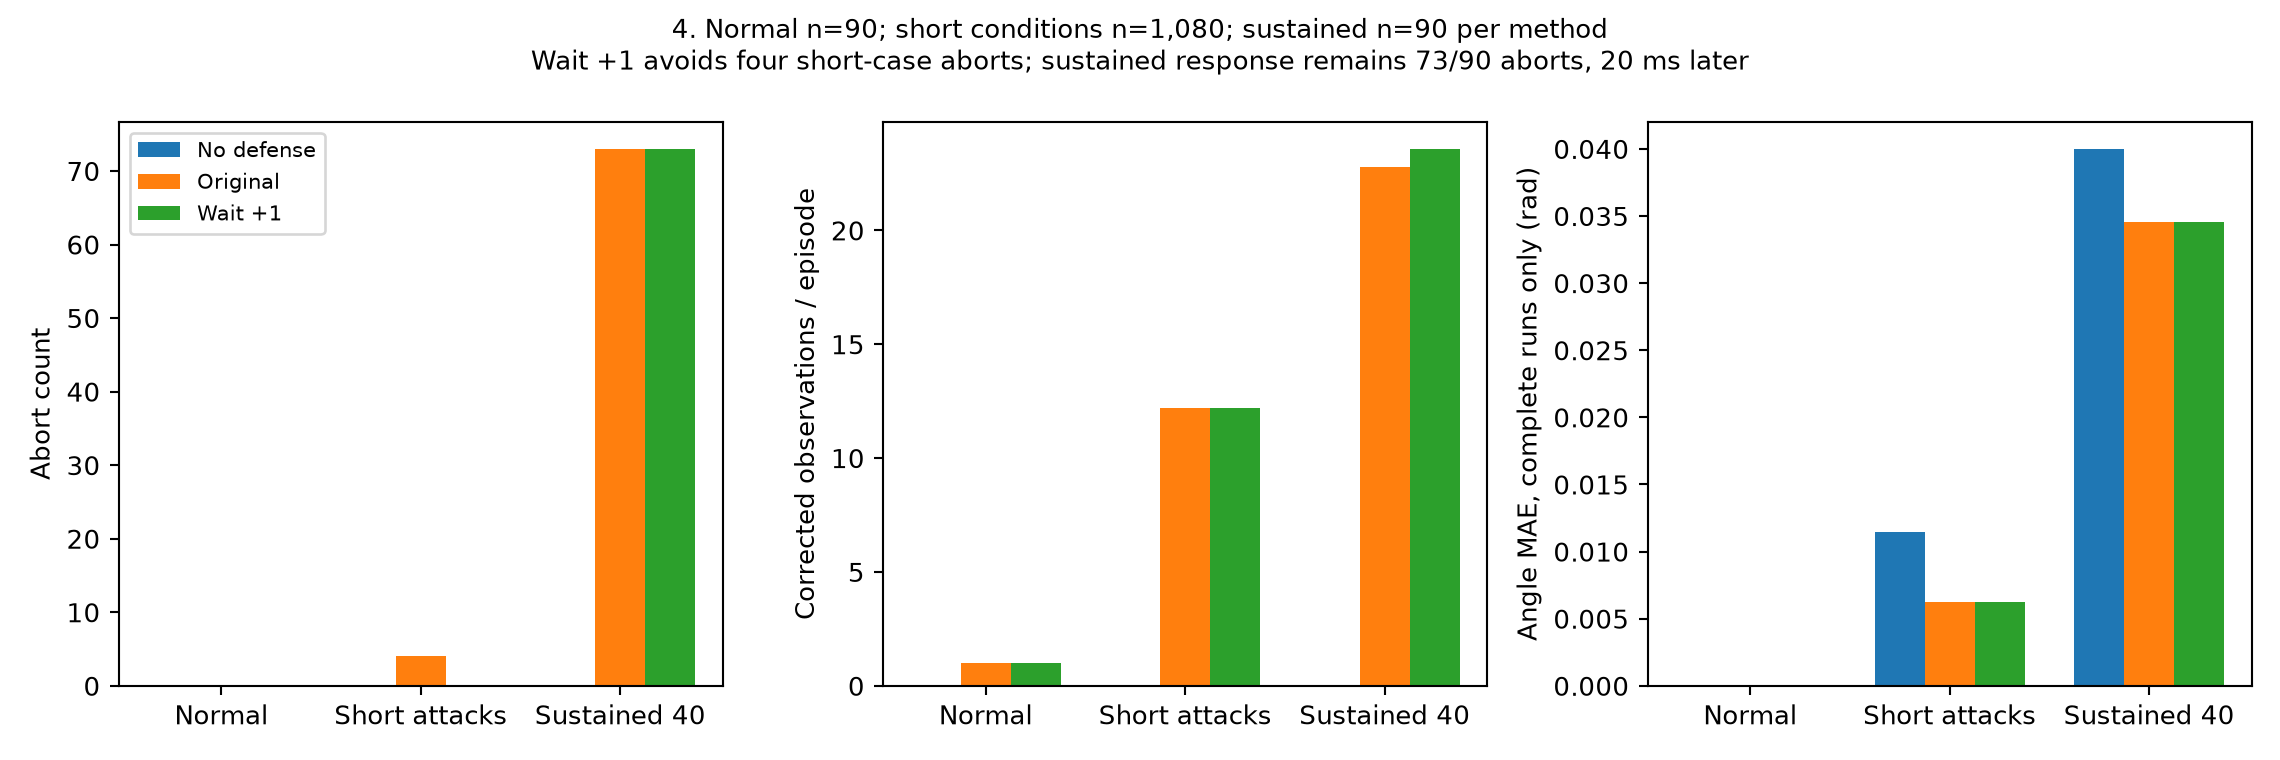 4. Normal n=90; short conditions n=1,080; sustained n=90 per method
Wait +1 avoids four short-case aborts; sustained response remains 73/90 aborts, 20 ms later
Abort count
70
60
50
40
30
20
10
0
No defense
Original
Wait +1
Normal
Short attacks
Sustained 40
Corrected observations / episode
20
15
10
5
0
Normal
Short attacks
Sustained 40
Angle MAE, complete runs only (rad)
0.040
0.035
0.030
0.025
0.020
0.015
0.010
0.005
0.000
Normal
Short attacks
Sustained 40